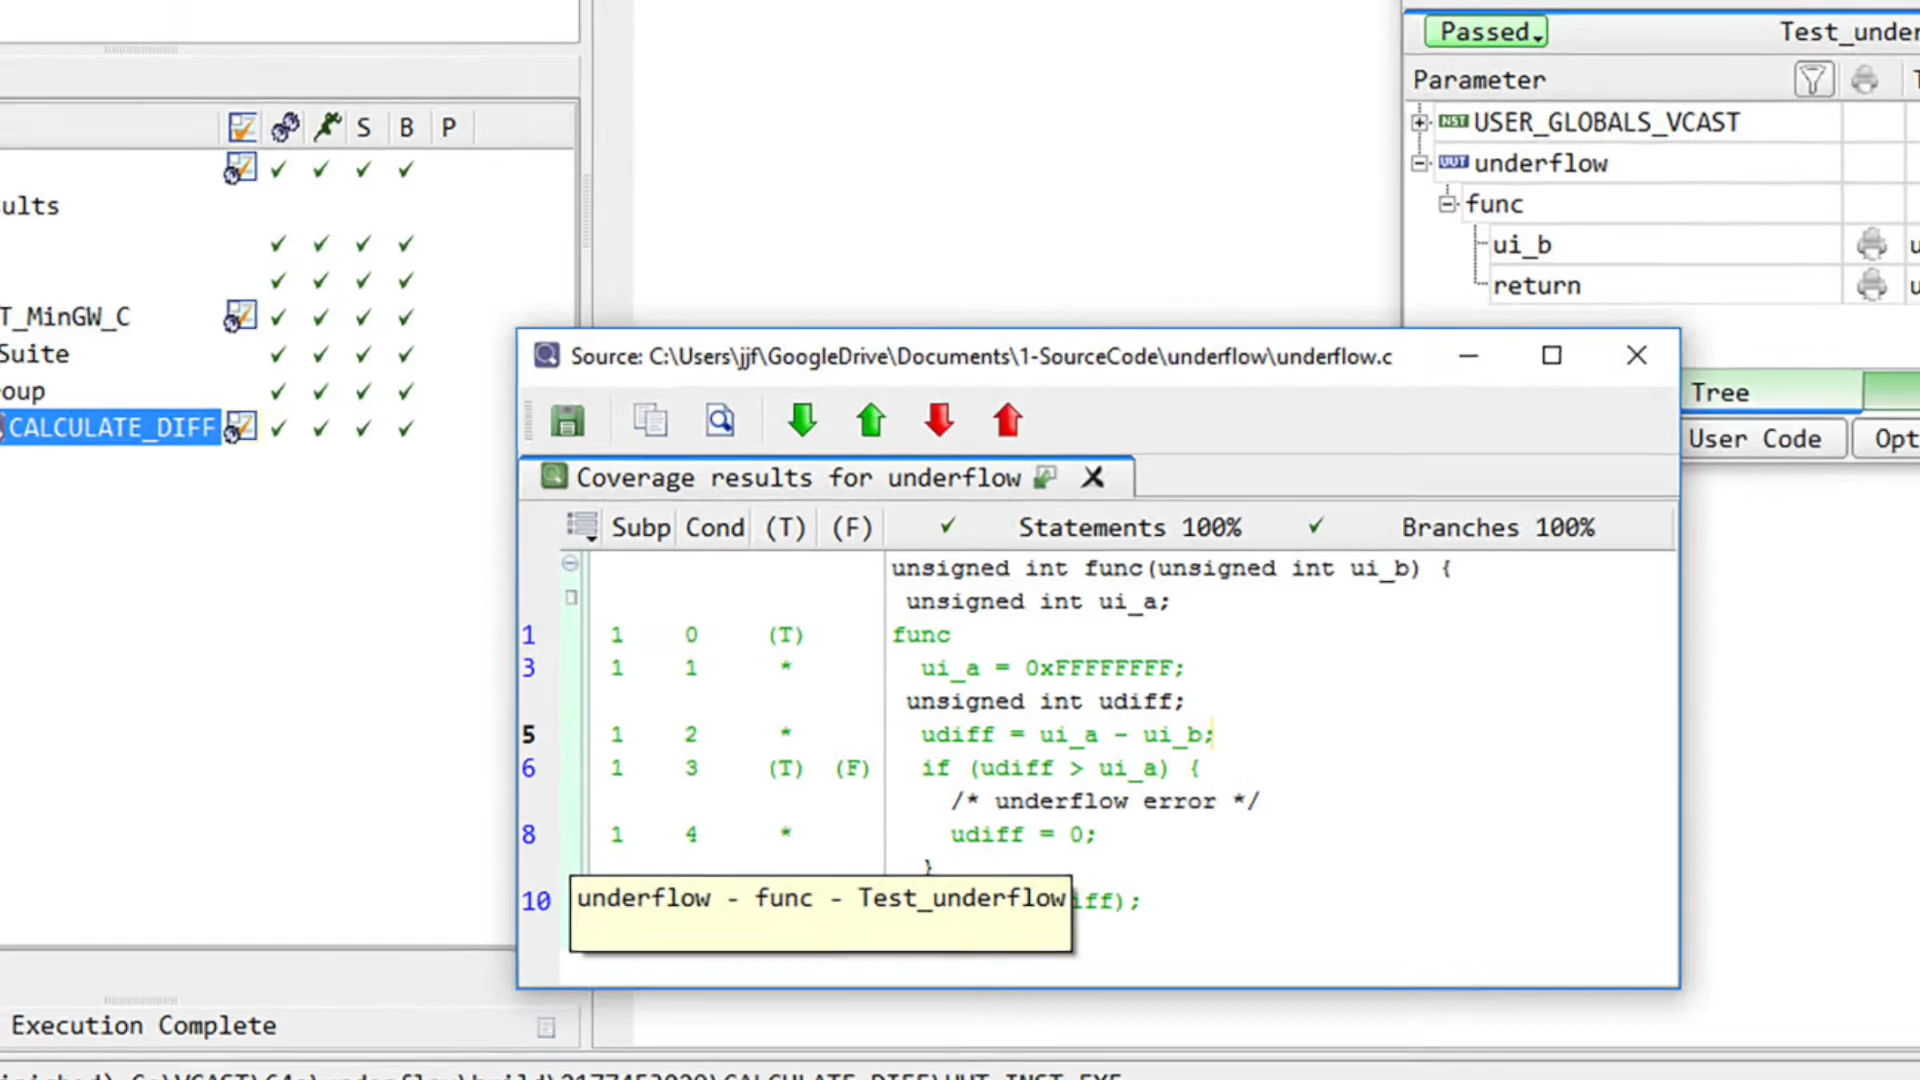 Passed
Test_under
Parameter
USER_GLOBALS_VCAST
underflow
func
ui_b
return
Tree
User Code
Opt
S B P
ults
T_MinGW_C
Suite
oup
CALCULATE_DIFF
Source: C:\Users\jjf\GoogleDrive\Documents\1-SourceCode\underflow\underflow.c
Coverage results for underflow
Subp Cond (T) (F) Statements 100% Branches 100%
unsigned int func(unsigned int ui_b) {
unsigned int ui_a;
1 1 0 (T) func
3 1 1 * ui_a = 0xFFFFFFFF;
unsigned int udiff;
5 1 2 * udiff = ui_a - ui_b;
6 1 3 (T) (F) if (udiff > ui_a) {
/* underflow error */
8 1 4 * udiff = 0;
}
10 iff);
underflow - func - Test_underflow
Execution Complete